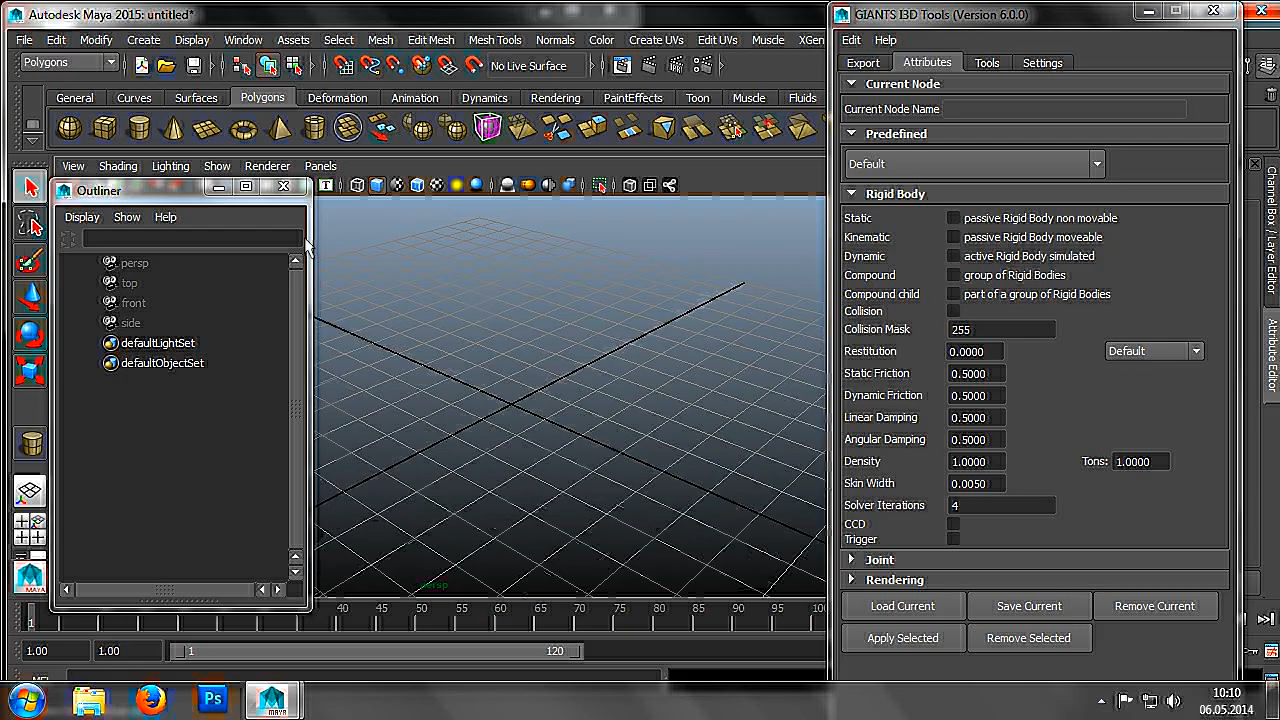 Autodesk Maya 2015: untitled*
File Edit Modify Create Display Window Assets Select Mesh Edit Mesh Mesh Tools Normals Color Create UVs Edit UVs Muscle XGen
Polygons
No Live Surface
General Curves Surfaces Polygons Deformation Animation Dynamics Rendering PaintEffects Toon Muscle Fluids
View Shading Lighting Show Renderer Panels
Outliner
Display Show Help
persp
top
front
side
defaultLightSet
defaultObjectSet
persp
40 45 50 55 60 65 70 75 80 85 90 95 100
1
1.00 1.00 1 120
MEL
MAYA
GIANTS I3D Tools (Version 6.0.0)
Edit Help
Export Attributes Tools Settings
Current Node
Current Node Name
Predefined
Default
Rigid Body
Static passive Rigid Body non movable
Kinematic passive Rigid Body moveable
Dynamic active Rigid Body simulated
Compound group of Rigid Bodies
Compound child part of a group of Rigid Bodies
Collision
Collision Mask 255
Restitution 0.0000 Default
Static Friction 0.5000
Dynamic Friction 0.5000
Linear Damping 0.5000
Angular Damping 0.5000
Density 1.0000 Tons: 1.0000
Skin Width 0.0050
Solver Iterations 4
CCD
Trigger
Joint
Rendering
Load Current Save Current Remove Current
Apply Selected Remove Selected
Channel Box / Layer Editor
Attribute Editor
Ps
MAYA
10:10
06.05.2014